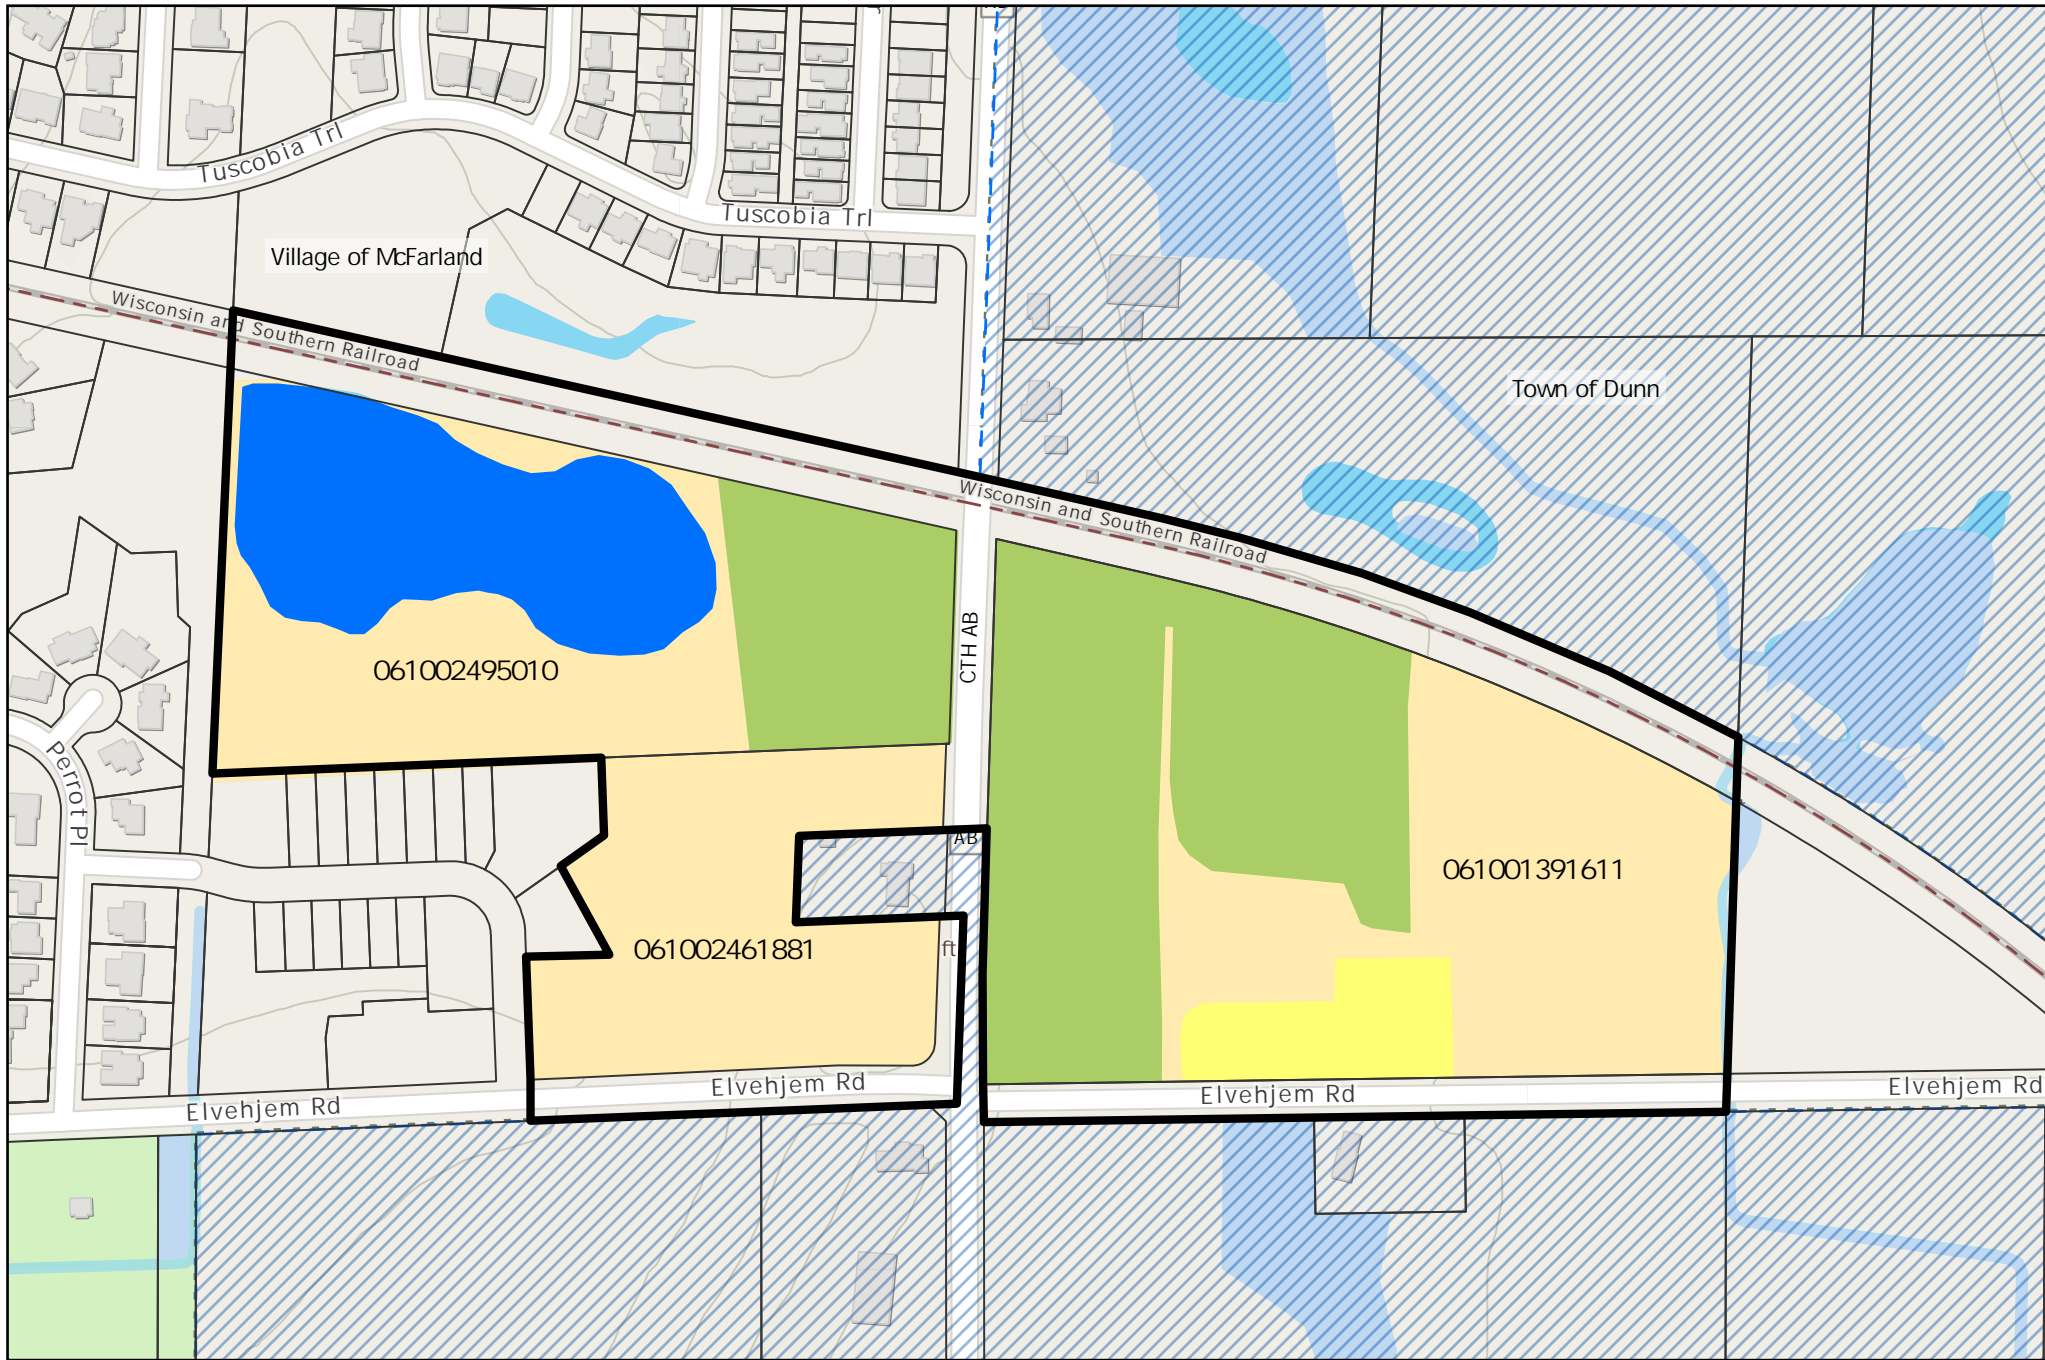 Tuscobia Trl
Tuscobia Trl
Village of McFarland
Wisconsin and Southern Railroad
Town of Dunn
Wisconsin and Southern Railroad
CTH AB
061002495010
Perrot Pl
AB
061001391611
061002461881
ft
Elvehjem Rd
Elvehjem Rd
Elvehjem Rd
Elvehjem Rd